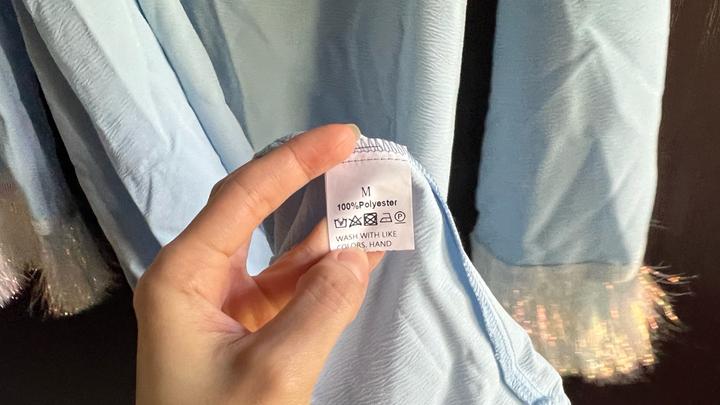 M
100%Polyester
P
WASH WITH LIKE
COLORS, HAND